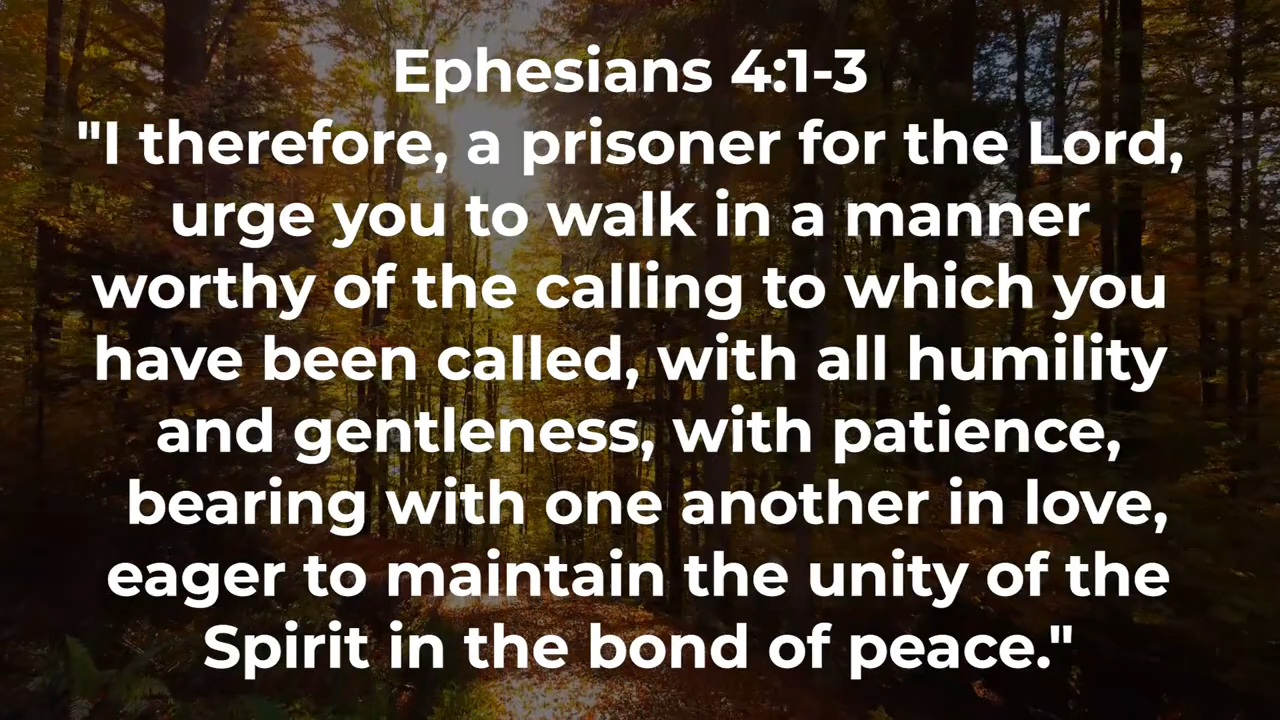 Ephesians 4:1-3
"I therefore, a prisoner for the Lord,
urge you to walk in a manner
worthy of the calling to which you
have been called, with all humility
and gentleness, with patience,
bearing with one another in love,
eager to maintain the unity of the
Spirit in the bond of peace."